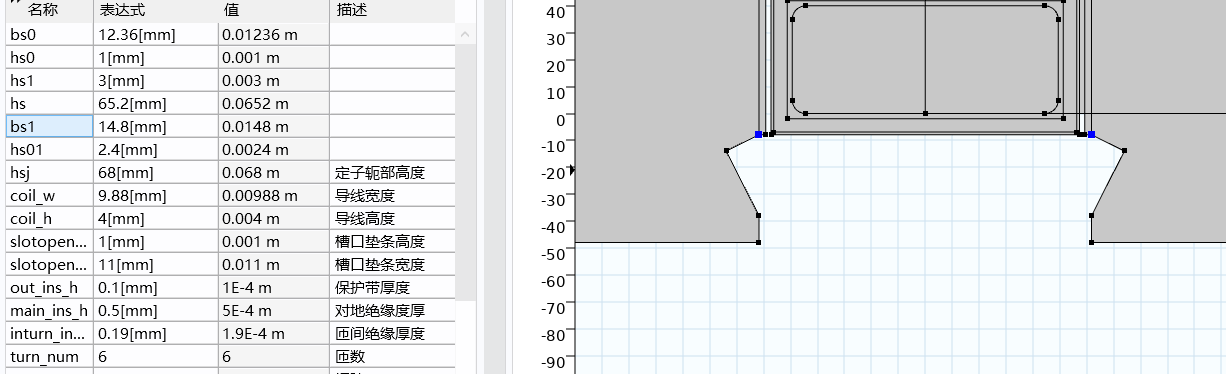 名称 表达式 值 描述
bs0 12.36[mm] 0.01236 m
hs0 1[mm] 0.001 m
hs1 3[mm] 0.003 m
hs 65.2[mm] 0.0652 m
bs1 14.8[mm] 0.0148 m
hs01 2.4[mm] 0.0024 m
hsj 68[mm] 0.068 m 定子轭部高度
coil_w 9.88[mm] 0.00988 m 导线宽度
coil_h 4[mm] 0.004 m 导线高度
slotopen... 1[mm] 0.001 m 槽口垫条高度
slotopen... 11[mm] 0.011 m 槽口垫条宽度
out_ins_h 0.1[mm] 1E-4 m 保护带厚度
main_ins_h 0.5[mm] 5E-4 m 对地绝缘度厚
inturn_in... 0.19[mm] 1.9E-4 m 匝间绝缘厚度
turn_num 6 6 匝数
40
30
20
10
0
-10
-20
-30
-40
-50
-60
-70
-80
-90